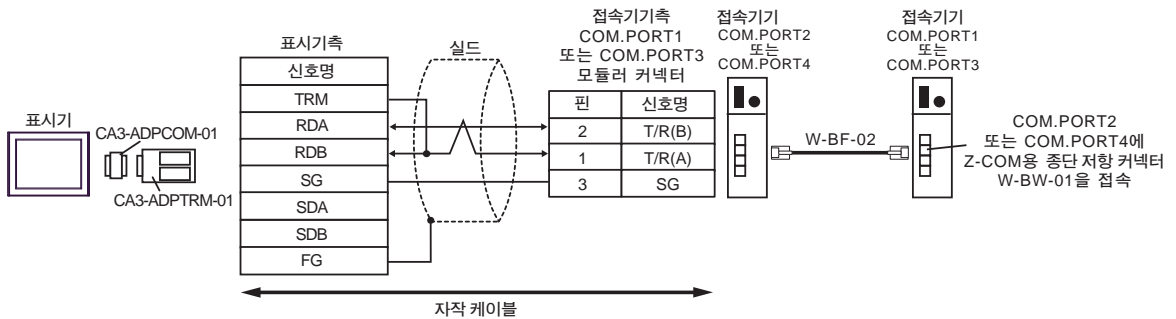 표시기
CA3-ADPCOM-01
CA3-ADPTRM-01
표시기측
신호명
TRM
RDA
RDB
SG
SDA
SDB
FG
실드
접속기기측
COM.PORT1
또는 COM.PORT3
모듈러 커넥터
핀 신호명
2 T/R(B)
1 T/R(A)
3 SG
자작 케이블
접속기기
COM.PORT2
또는
COM.PORT4
W-BF-02
접속기기
COM.PORT1
또는
COM.PORT3
COM.PORT2
또는 COM.PORT4에
Z-COM용 종단 저항 커넥터
W-BW-01을 접속